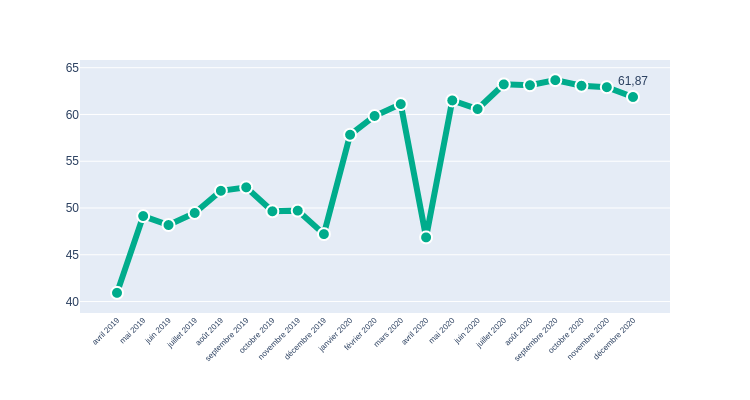 65
60
55
50
45
40
61,87
avril 2019
mai 2019
juin 2019
juillet 2019
août 2019
septembre 2019
octobre 2019
novembre 2019
décembre 2019
janvier 2020
février 2020
mars 2020
avril 2020
mai 2020
juin 2020
juillet 2020
août 2020
septembre 2020
octobre 2020
novembre 2020
décembre 2020